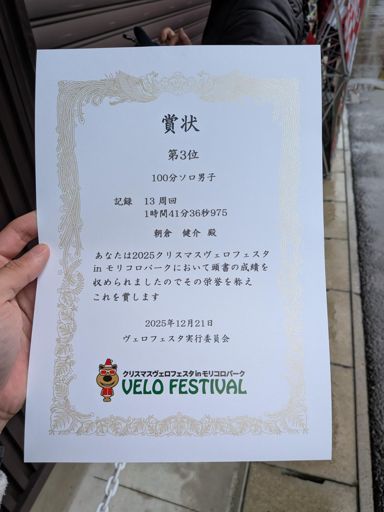 賞状
第3位
100分ソロ男子
記録 13 周回
1時間41分36秒975
朝倉 健介 殿
あなたは2025クリスマスヴェロフェスタ
in モリコロパークにおいて頭書の成績を
収められましたのでその栄誉を称え
これを賞します
2025年12月21日
ヴェロフェスタ実行委員会
クリスマスヴェロフェスタ in モリコロパーク
VELO FESTIVAL